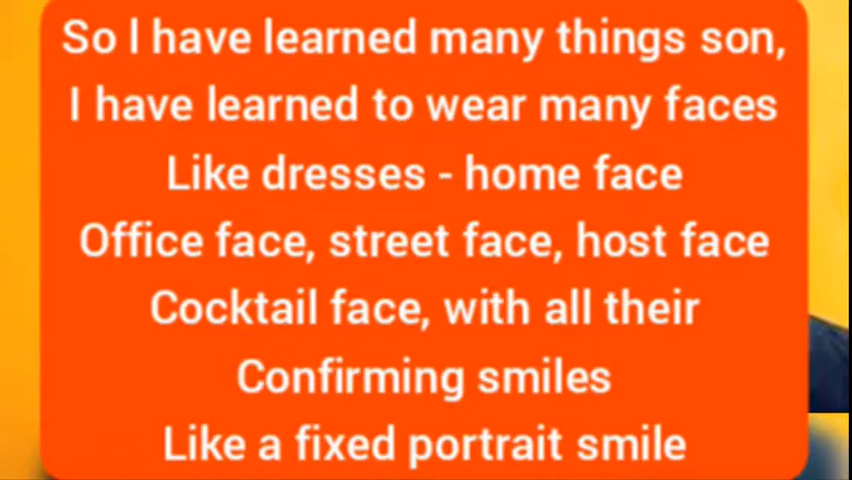 So I have learned many things son,
I have learned to wear many faces
Like dresses - home face
Office face, street face, host face
Cocktail face, with all their
Confirming smiles
Like a fixed portrait smile